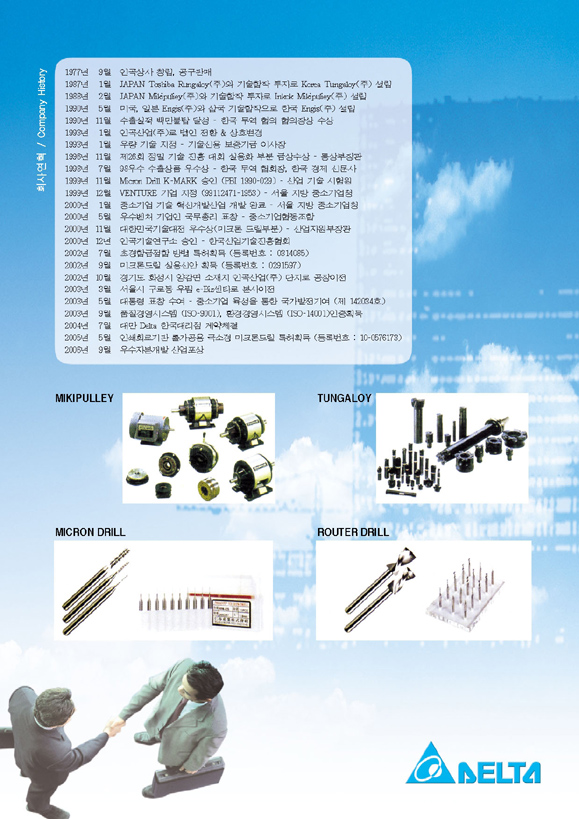 회사연혁 / Company History
1977년 9월 인곡상사 창립, 공구판매
1987년 1월 JAPAN Toshiba Tungaloy(주)와 기술합작 투자로 Korea Tungaloy(주) 설립
1988년 2월 JAPAN Mikipulley(주)와 기술합작 투자로 Mikipulley(주) 설립
1990년 5월 미국, 일본 Engis(주)와 삼국 기술합작으로 한국 Engis(주) 설립
1990년 11월 수출실적 백만불탑 달성 - 한국 무역 협회 협회장상 수상
1993년 1월 인곡산업(주)로 법인 전환 & 상호변경
1998년 1월 우량 기술 지정 - 기술신용 보증기금 이사장
1998년 11월 제26회 정밀 기술 진흥 대회 실용화 부분 금상수상 - 통상부장관
1999년 7월 98우수 수출상품 우수상 - 한국 무역 협회장, 한국 경제 신문사
1999년 11월 Micron Drill K-MARK 승인 (PBI 1990-029) - 산업 기술 시험원
1999년 12월 VENTURE 기업 지정 (99112471-1953) - 서울 지방 중소기업청
2000년 1월 중소기업 기술 혁신개발산업 개발 완료 - 서울 지방 중소기업청
2000년 5월 우수벤처 기업인 국무총리 표창 - 중소기업협동조합
2000년 11월 대한민국기술대전 우수상(미크론 드릴부분) - 산업자원부장관
2000년 12월 인곡기술연구소 승인 - 한국산업기술진흥협회
2002년 7월 초경합금접합 방법 특허획득 (등록번호 : 0314085)
2002년 9월 미크론드릴 실용신안 획득 (등록번호 : 0291597)
2002년 10월 경기도 화성시 양감면 소재지 인곡산업(주) 단지로 공장이전
2003년 3월 서울시 구로동 우림 e-Biz센타로 본사이전
2003년 5월 대통령 표창 수여 - 중소기업 육성을 통한 국가발전기여 (제 142034호)
2003년 9월 품질경영시스템 (ISO-9001), 환경경영시스템 (ISO-14001)인증획득
2004년 7월 대만 Delta 한국대리점 계약체결
2005년 5월 인쇄회로기판 홀가공용 극소경 미크론드릴 특허획득 (등록번호 : 10-0576173)
2006년 9월 우수자본개발 산업포상
MIKIPULLEY
TUNGALOY
MICRON DRILL
ROUTER DRILL
DELTA